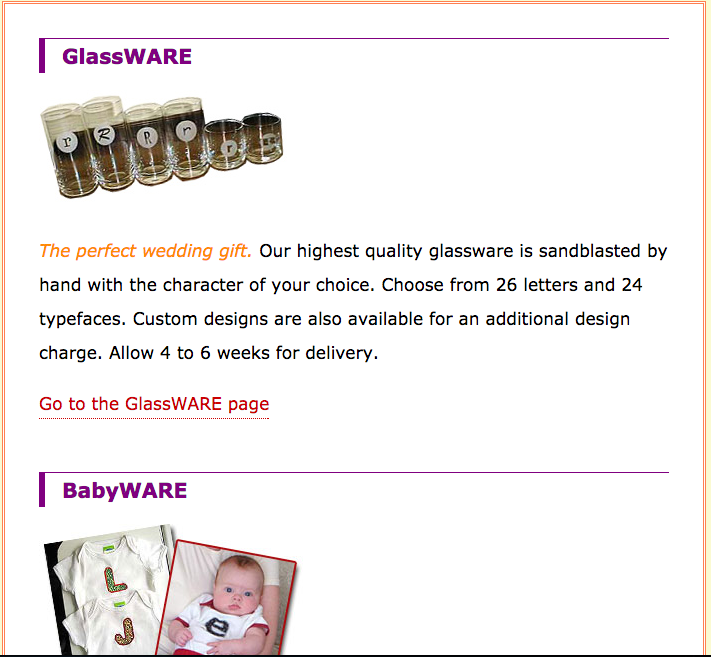 GlassWARE
r R R r r
The perfect wedding gift. Our highest quality glassware is sandblasted by
hand with the character of your choice. Choose from 26 letters and 24
typefaces. Custom designs are also available for an additional design
charge. Allow 4 to 6 weeks for delivery.
Go to the GlassWARE page
BabyWARE
L
J
e